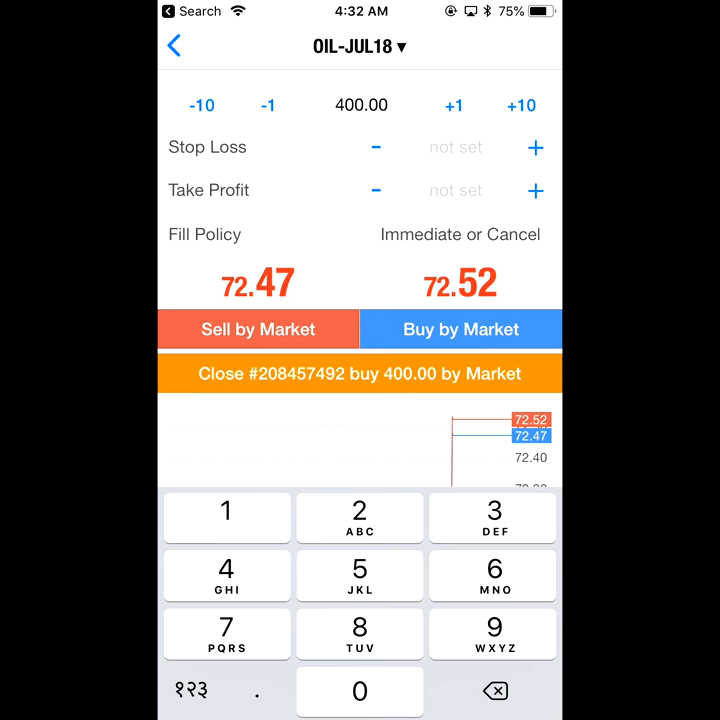 Search 4:32 AM 75%
OIL-JUL18 ▾
-10 -1 400.00 +1 +10
Stop Loss - not set +
Take Profit - not set +
Fill Policy Immediate or Cancel
72.47 72.52
Sell by Market Buy by Market
Close #208457492 buy 400.00 by Market
72.52
72.47
72.40
1 2 3
ABC DEF
4 5 6
GHI JKL MNO
7 8 9
PQRS TUV WXYZ
१२३ . 0